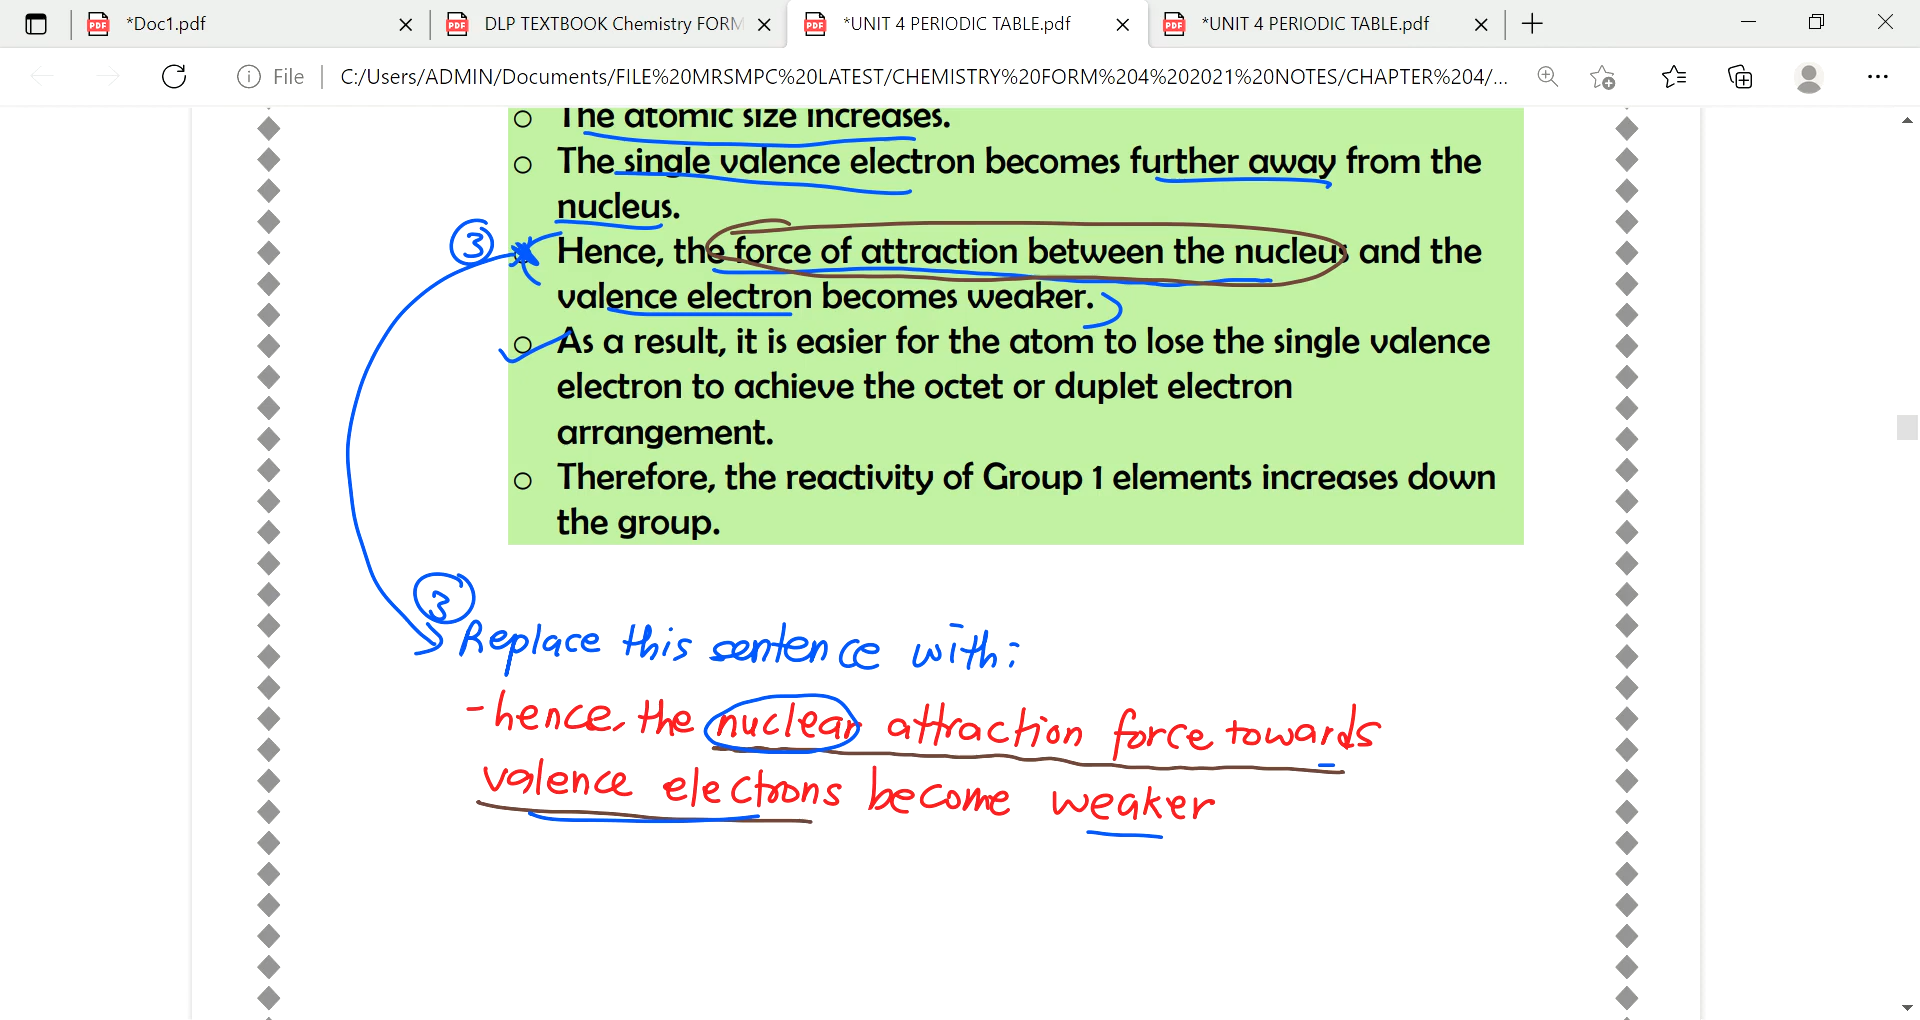 *Doc1.pdf
DLP TEXTBOOK Chemistry FORM
*UNIT 4 PERIODIC TABLE.pdf
*UNIT 4 PERIODIC TABLE.pdf
File
C:/Users/ADMIN/Documents/FILE%20MRSMPC%20LATEST/CHEMISTRY%20FORM%204%202021%20NOTES/CHAPTER%204/...
The atomic size increases.
The single valence electron becomes further away from the
nucleus.
③ Hence, the force of attraction between the nucleus and the
valence electron becomes weaker.
As a result, it is easier for the atom to lose the single valence
electron to achieve the octet or duplet electron
arrangement.
Therefore, the reactivity of Group 1 elements increases down
the group.
③
Replace this sentence with:
- hence, the nuclear attraction force towards
valence electrons become weaker